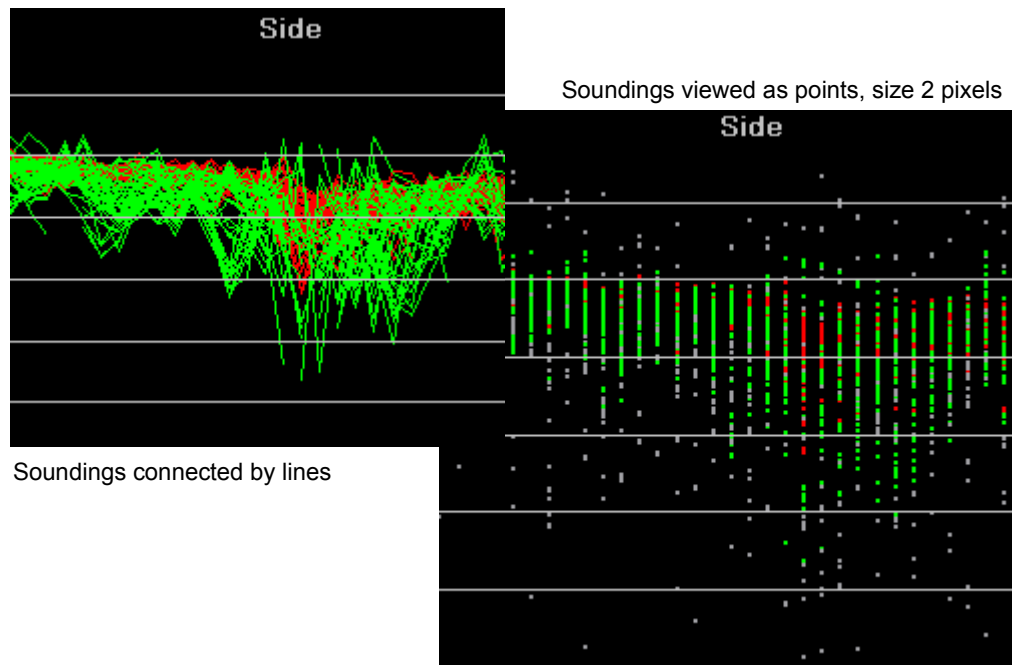 Side
Soundings viewed as points, size 2 pixels
Side
Soundings connected by lines